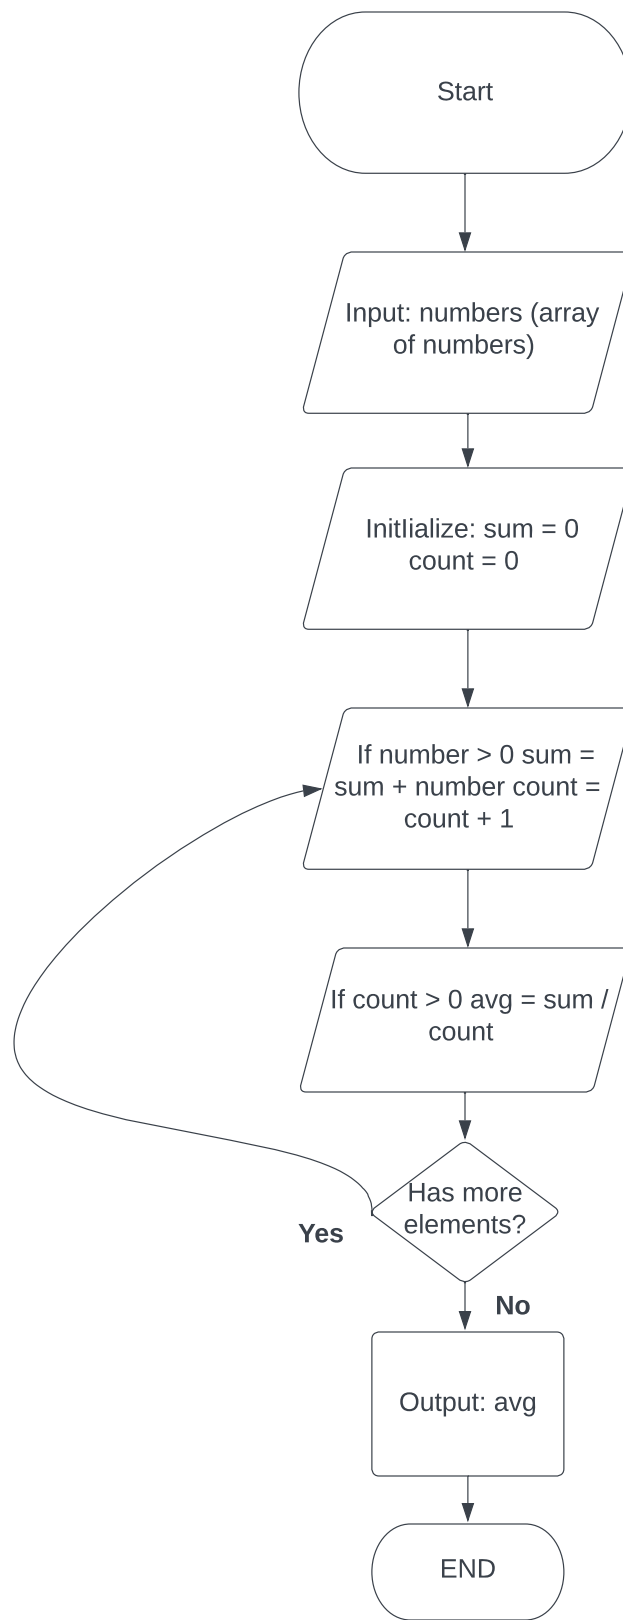 Start
Input: numbers (array
of numbers)
InitIialize: sum = 0
count = 0
If number > 0 sum =
sum + number count =
count + 1
If count > 0 avg = sum /
count
Has more
elements?
Yes
No
Output: avg
END